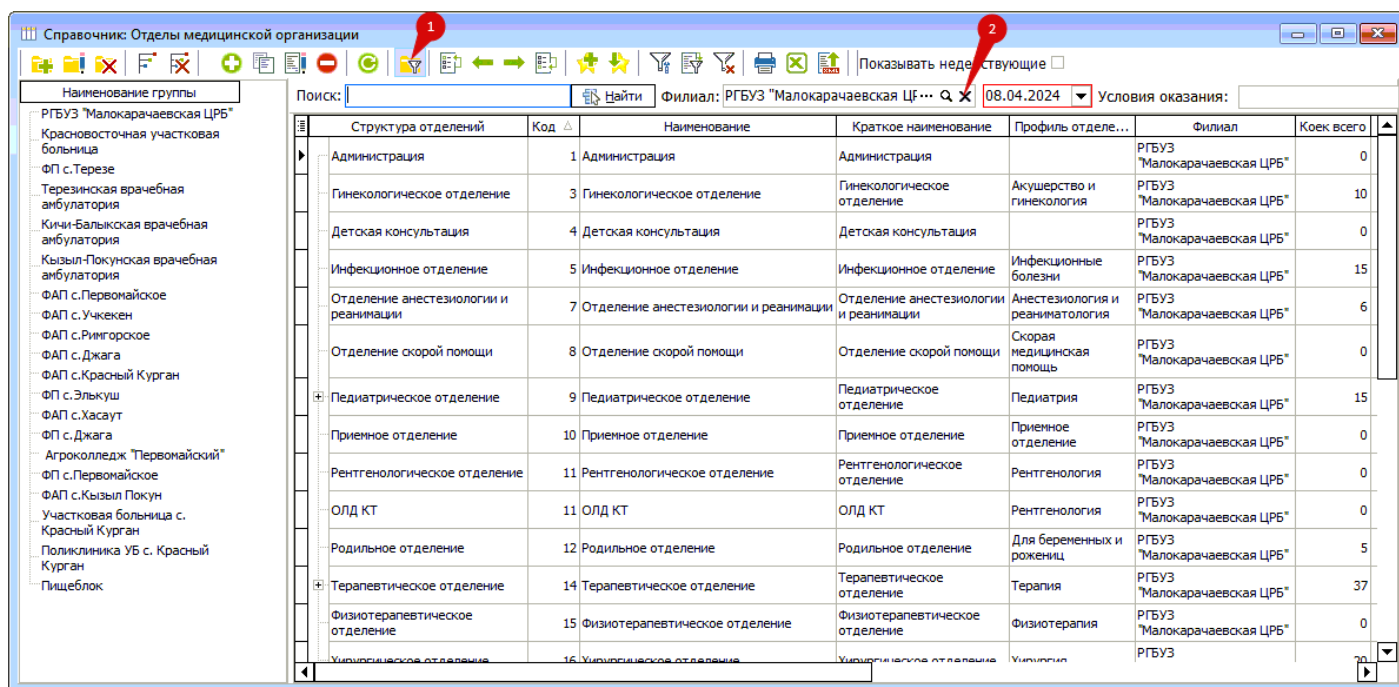 1
2
Справочник: Отделы медицинской организации
Показывать недействующие
Наименование группы
РГБУЗ "Малокарачаевская ЦРБ"
Красновосточная участковая
больница
ФП с.Терезе
Терезинская врачебная
амбулатория
Кичи-Балыкская врачебная
амбулатория
Кызыл-Покунская врачебная
амбулатория
ФАП с.Первомайское
ФАП с.Учкекен
ФАП с.Римгорское
ФАП с.Джага
ФАП с.Красный Курган
ФП с.Элькуш
ФАП с.Хасаут
ФП с.Джага
Агроколледж "Первомайский"
ФП с.Первомайское
ФАП с.Кызыл Покун
Участковая больница с.
Красный Курган
Поликлиника УБ с. Красный
Курган
Пищеблок
Поиск: Найти Филиал: РГБУЗ "Малокарачаевская ЦР... 08.04.2024 Условия оказания:
Структура отделений Код Наименование Краткое наименование Профиль отделе... Филиал Коек всего
Администрация 1 Администрация Администрация РГБУЗ "Малокарачаевская ЦРБ" 0
Гинекологическое отделение 3 Гинекологическое отделение Гинекологическое отделение Акушерство и гинекология РГБУЗ "Малокарачаевская ЦРБ" 10
Детская консультация 4 Детская консультация Детская консультация РГБУЗ "Малокарачаевская ЦРБ" 0
Инфекционное отделение 5 Инфекционное отделение Инфекционное отделение Инфекционные болезни РГБУЗ "Малокарачаевская ЦРБ" 15
Отделение анестезиологии и реанимации 7 Отделение анестезиологии и реанимации Отделение анестезиологии и реанимации Анестезиология и реаниматология РГБУЗ "Малокарачаевская ЦРБ" 6
Отделение скорой помощи 8 Отделение скорой помощи Отделение скорой помощи Скорая медицинская помощь РГБУЗ "Малокарачаевская ЦРБ" 0
Педиатрическое отделение 9 Педиатрическое отделение Педиатрическое отделение Педиатрия РГБУЗ "Малокарачаевская ЦРБ" 15
Приемное отделение 10 Приемное отделение Приемное отделение Приемное отделение РГБУЗ "Малокарачаевская ЦРБ" 0
Рентгенологическое отделение 11 Рентгенологическое отделение Рентгенологическое отделение Рентгенология РГБУЗ "Малокарачаевская ЦРБ" 0
ОЛД КТ 11 ОЛД КТ ОЛД КТ Рентгенология РГБУЗ "Малокарачаевская ЦРБ" 0
Родильное отделение 12 Родильное отделение Родильное отделение Для беременных и рожениц РГБУЗ "Малокарачаевская ЦРБ" 5
Терапевтическое отделение 14 Терапевтическое отделение Терапевтическое отделение Терапия РГБУЗ "Малокарачаевская ЦРБ" 37
Физиотерапевтическое отделение 15 Физиотерапевтическое отделение Физиотерапевтическое отделение Физиотерапия РГБУЗ "Малокарачаевская ЦРБ" 0
Хирургическое отделение 16 Хирургическое отделение Хирургическое отделение Хирургия РГБУЗ 20